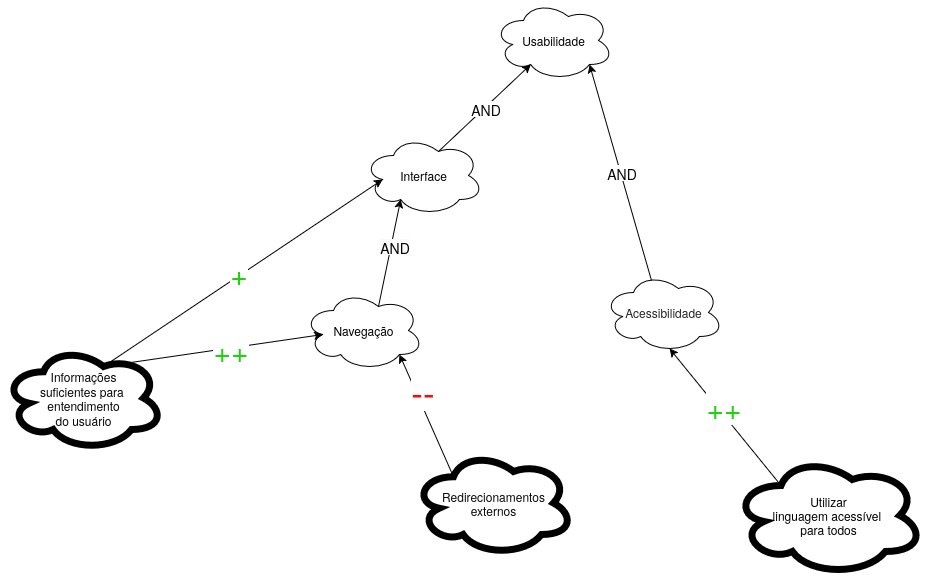 Usabilidade
AND
AND
Interface
AND
+
Acessibilidade
Navegação
++
Informações
suficientes para
entendimento
do usuário
--
++
Redirecionamentos
externos
Utilizar
linguagem acessível
para todos